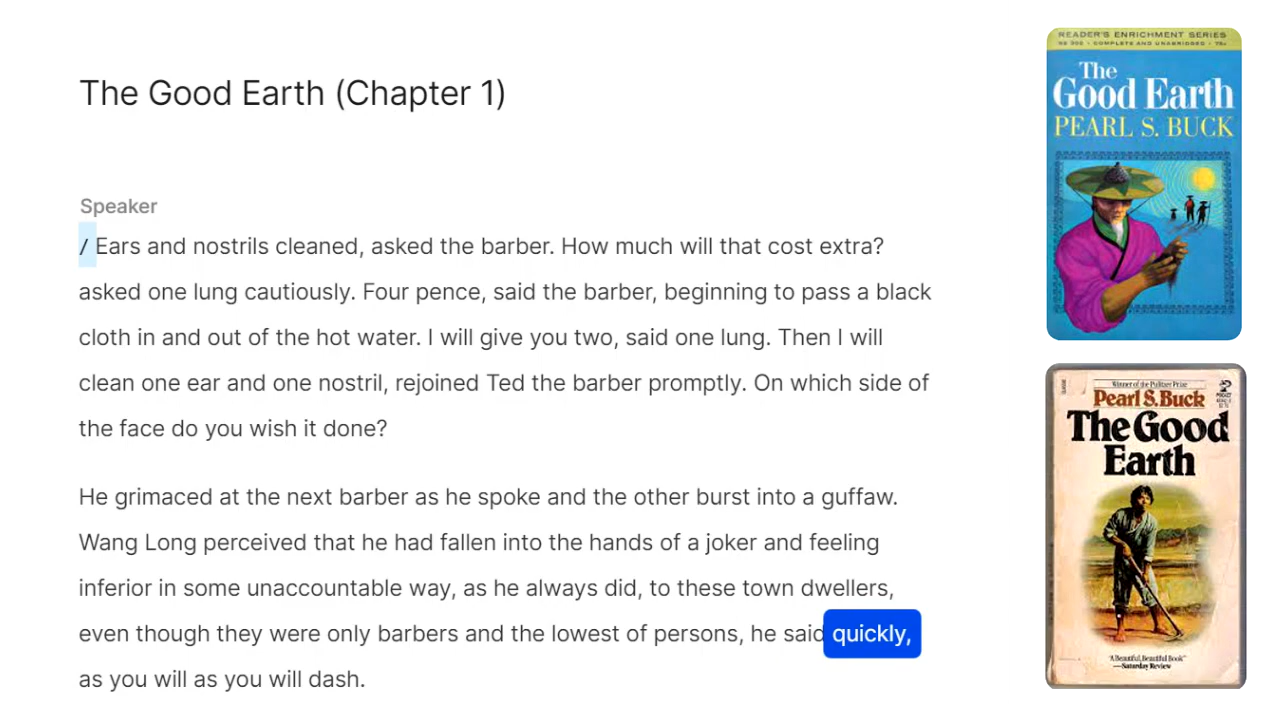 The Good Earth (Chapter 1)
Speaker
/ Ears and nostrils cleaned, asked the barber. How much will that cost extra?
asked one lung cautiously. Four pence, said the barber, beginning to pass a black
cloth in and out of the hot water. I will give you two, said one lung. Then I will
clean one ear and one nostril, rejoined Ted the barber promptly. On which side of
the face do you wish it done?
He grimaced at the next barber as he spoke and the other burst into a guffaw.
Wang Long perceived that he had fallen into the hands of a joker and feeling
inferior in some unaccountable way, as he always did, to these town dwellers,
even though they were only barbers and the lowest of persons, he said quickly,
as you will as you will dash.
READER'S ENRICHMENT SERIES
COMPLETE AND UNABRIDGED
The
Good Earth
PEARL S. BUCK
Winner of the Pulitzer Prize
Pearl S. Buck
The Good
Earth
"A Beautiful, Beautiful Book"
—Saturday Review